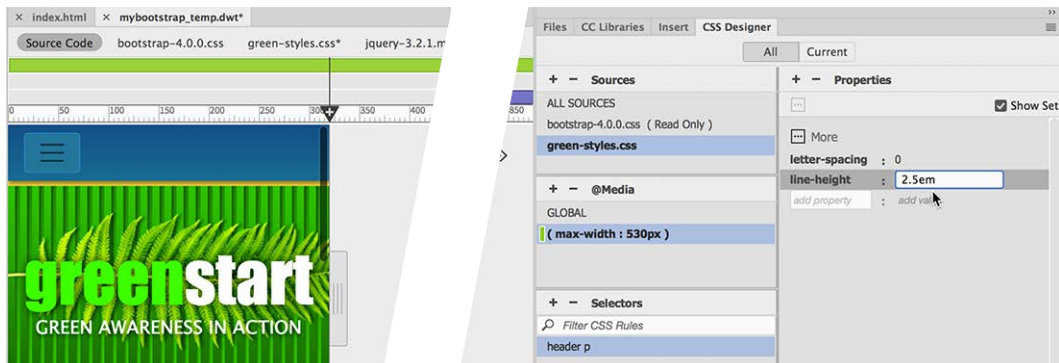 index.html mybootstrap_temp.dwt*
Source Code bootstrap-4.0.0.css green-styles.css* jquery-3.2.1.m
0 50 100 150 200 250 300 350 400
850
greenstart
GREEN AWARENESS IN ACTION
Files CC Libraries Insert CSS Designer
All Current
+ − Sources
ALL SOURCES
bootstrap-4.0.0.css ( Read Only )
green-styles.css
+ − @Media
GLOBAL
( max-width : 530px )
+ − Selectors
Filter CSS Rules
header p
+ − Properties
Show Set
More
letter-spacing : 0
line-height : 2.5em
add property : add val